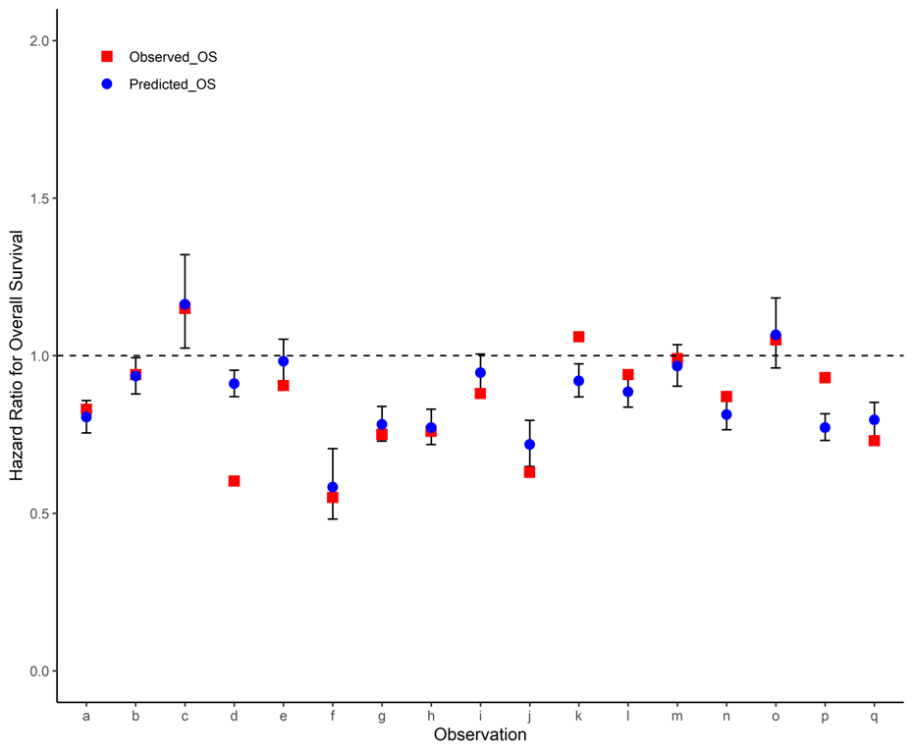 2.0
Observed_OS
Predicted_OS
1.5
1.0
0.5
0.0
Hazard Ratio for Overall Survival
a b c d e f g h i j k l m n o p q
Observation